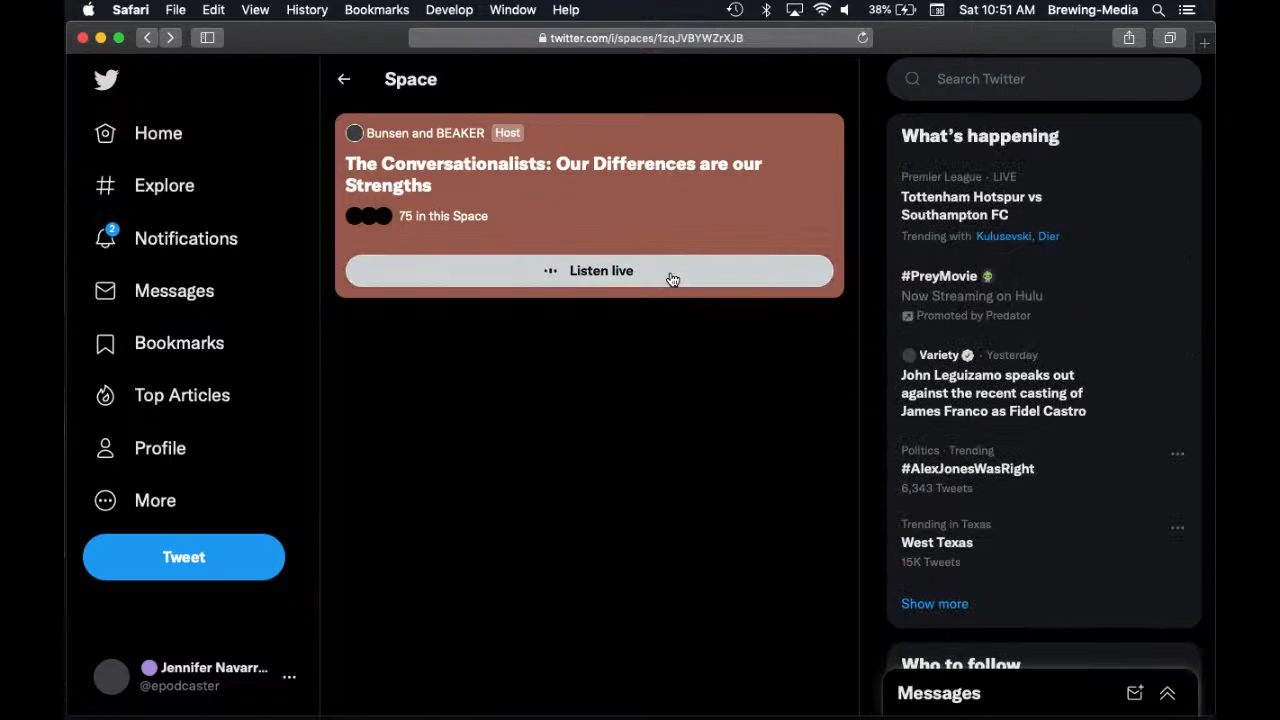 Safari File Edit View History Bookmarks Develop Window Help 38% Sat 10:51 AM Brewing-Media
twitter.com/i/spaces/1zqJVBYWZrXJB
Home
Explore
2
Notifications
Messages
Bookmarks
Top Articles
Profile
More
Tweet
Jennifer Navarr...
@epodcaster
Space
Bunsen and BEAKER Host
The Conversationalists: Our Differences are our
Strengths
75 in this Space
Listen live
Search Twitter
What's happening
Premier League · LIVE
Tottenham Hotspur vs
Southampton FC
Trending with Kulusevski, Dier
#PreyMovie
Now Streaming on Hulu
Promoted by Predator
Variety · Yesterday
John Leguizamo speaks out
against the recent casting of
James Franco as Fidel Castro
Politics · Trending
#AlexJonesWasRight
6,343 Tweets
Trending in Texas
West Texas
15K Tweets
Show more
Who to follow
Messages